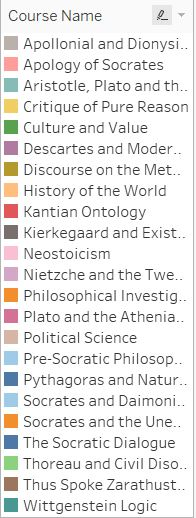 Course Name
Apollonial and Dionysi..
Apology of Socrates
Aristotle, Plato and th..
Critique of Pure Reason
Culture and Value
Descartes and Moder..
Discourse on the Met..
History of the World
Kantian Ontology
Kierkegaard and Exist..
Neostoicism
Nietzche and the Twe..
Philosophical Investig..
Plato and the Athenia..
Political Science
Pre-Socratic Philosop..
Pythagoras and Natur..
Socrates and Daimoni..
Socrates and the Une..
The Socratic Dialogue
Thoreau and Civil Diso..
Thus Spoke Zarathust..
Wittgenstein Logic